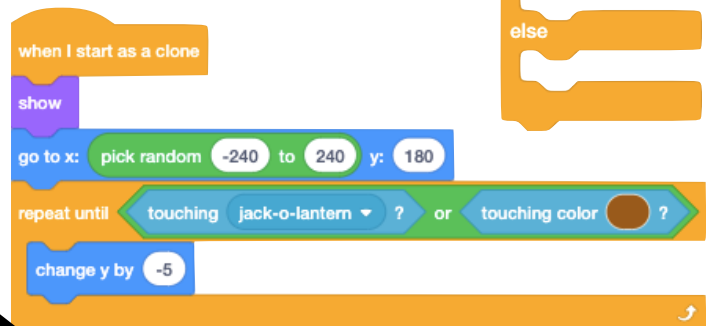 else
when I start as a clone
show
go to x: pick random -240 to 240 y: 180
repeat until touching jack-o-lantern ? or touching color ?
change y by -5